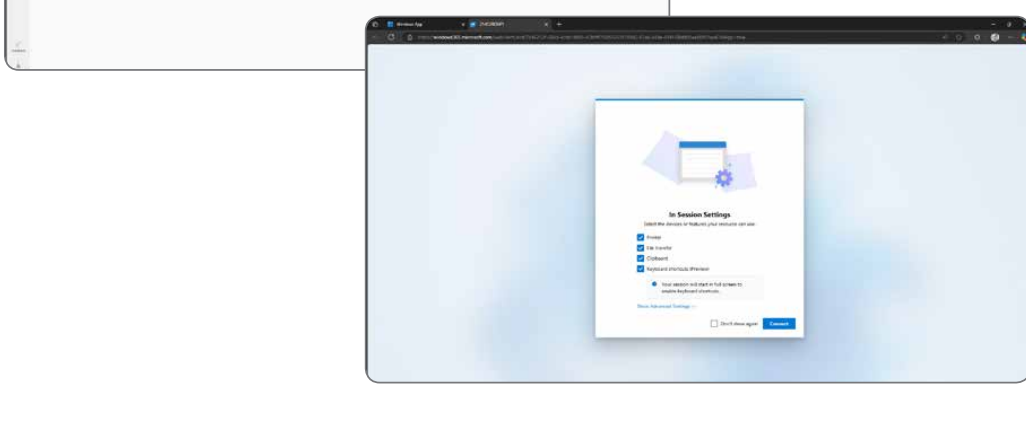 Windows App
In Session Settings
Select the devices or features your session can use
Printer
File transfer
Clipboard
Keyboard shortcuts (Preview)
Your session will start in full screen to
enable keyboard shortcuts.
Show Advanced Settings
Don't show again
Connect